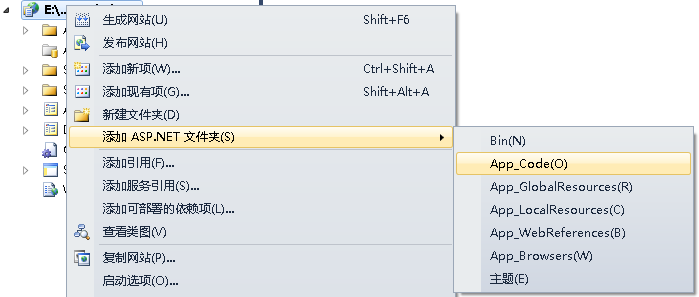 E:\...
生成网站(U) Shift+F6
发布网站(H)
添加新项(W)... Ctrl+Shift+A
添加现有项(G)... Shift+Alt+A
新建文件夹(D)
添加 ASP.NET 文件夹(S)
Bin(N)
App_Code(O)
App_GlobalResources(R)
App_LocalResources(C)
App_WebReferences(B)
App_Browsers(W)
主题(E)
添加引用(F)...
添加服务引用(S)...
添加可部署的依赖项(L)...
查看类图(V)
复制网站(P)...
启动选项(O)...